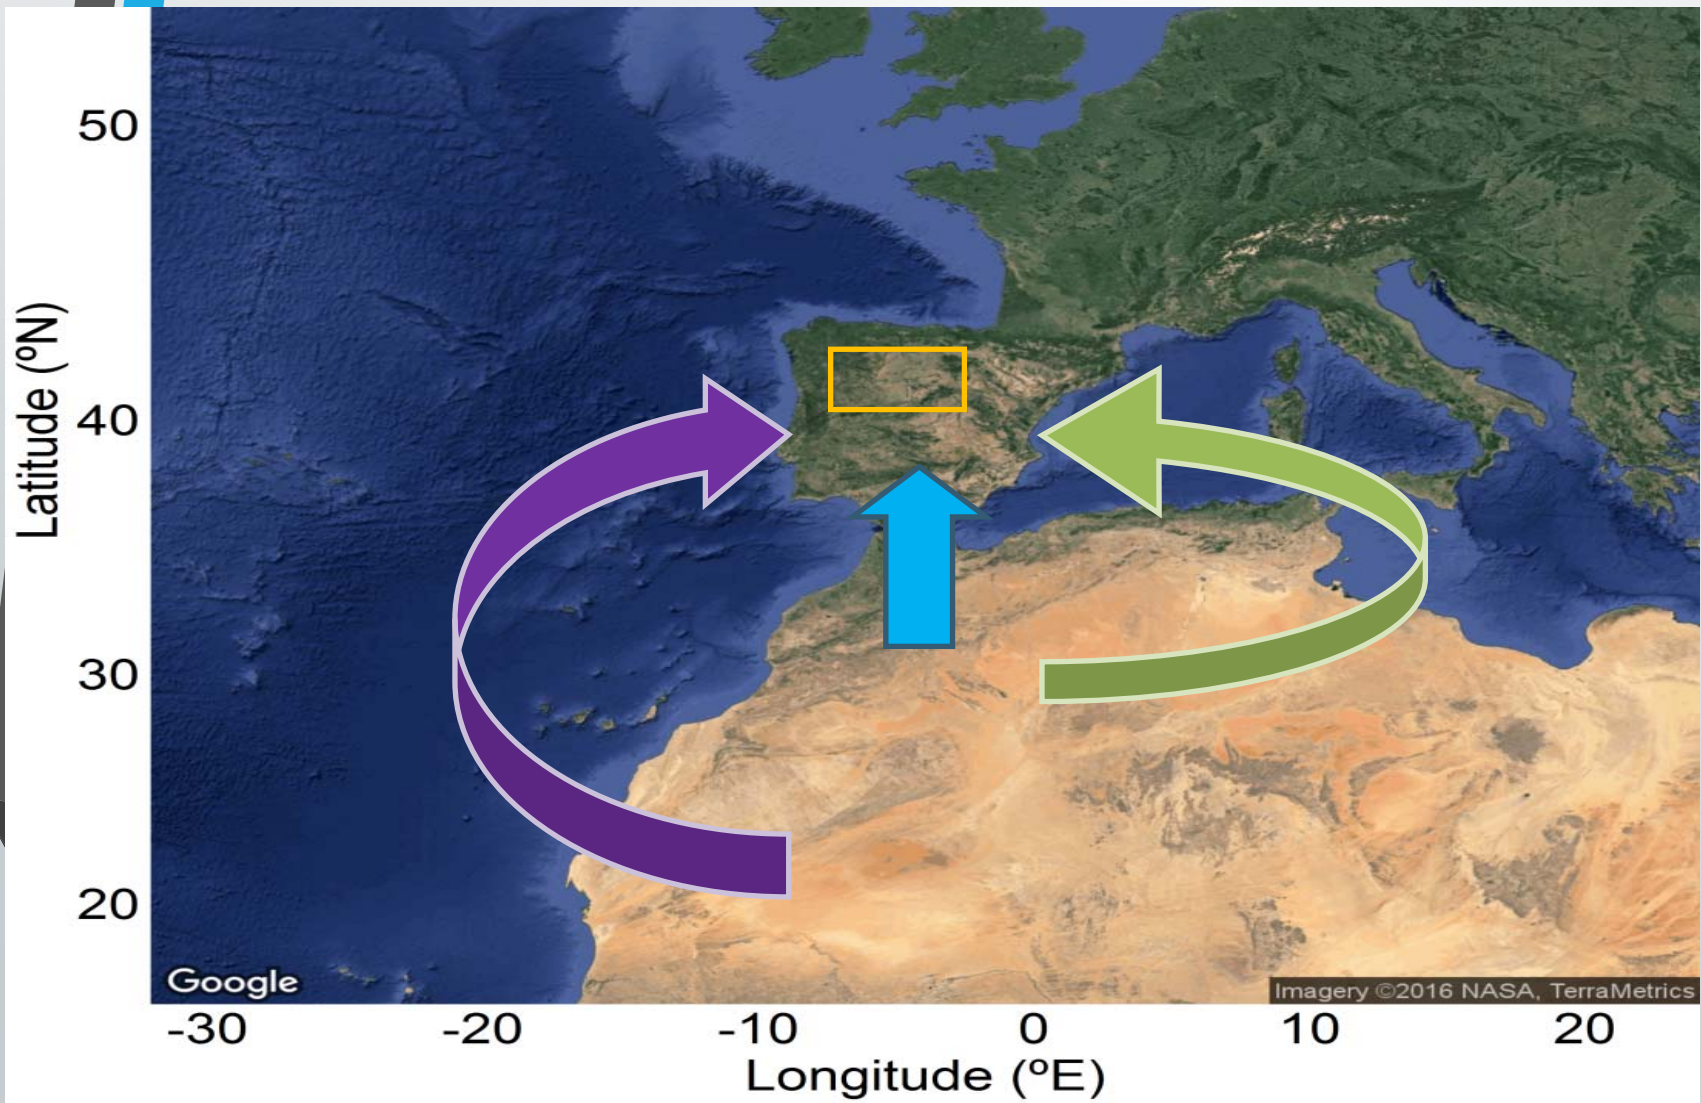 50
40
30
20
Latitude (ºN)
Google
Imagery ©2016 NASA, TerraMetrics
-30 -20 -10 0 10 20
Longitude (ºE)